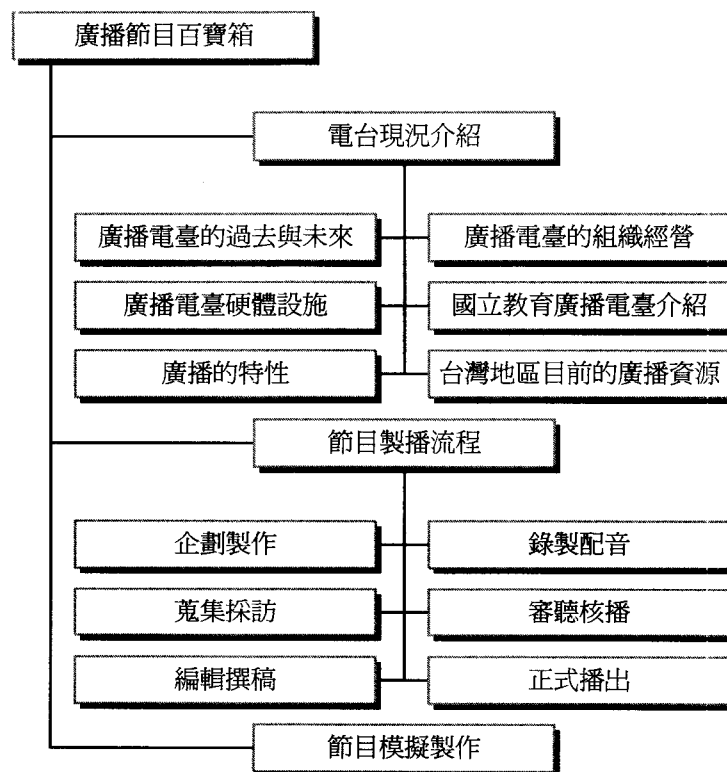 廣播節目百寶箱
電台現況介紹
廣播電臺的過去與未來
廣播電臺的組織經營
廣播電臺硬體設施
國立教育廣播電臺介紹
廣播的特性
台灣地區目前的廣播資源
節目製播流程
企劃製作
錄製配音
蒐集採訪
審聽核播
編輯撰稿
正式播出
節目模擬製作